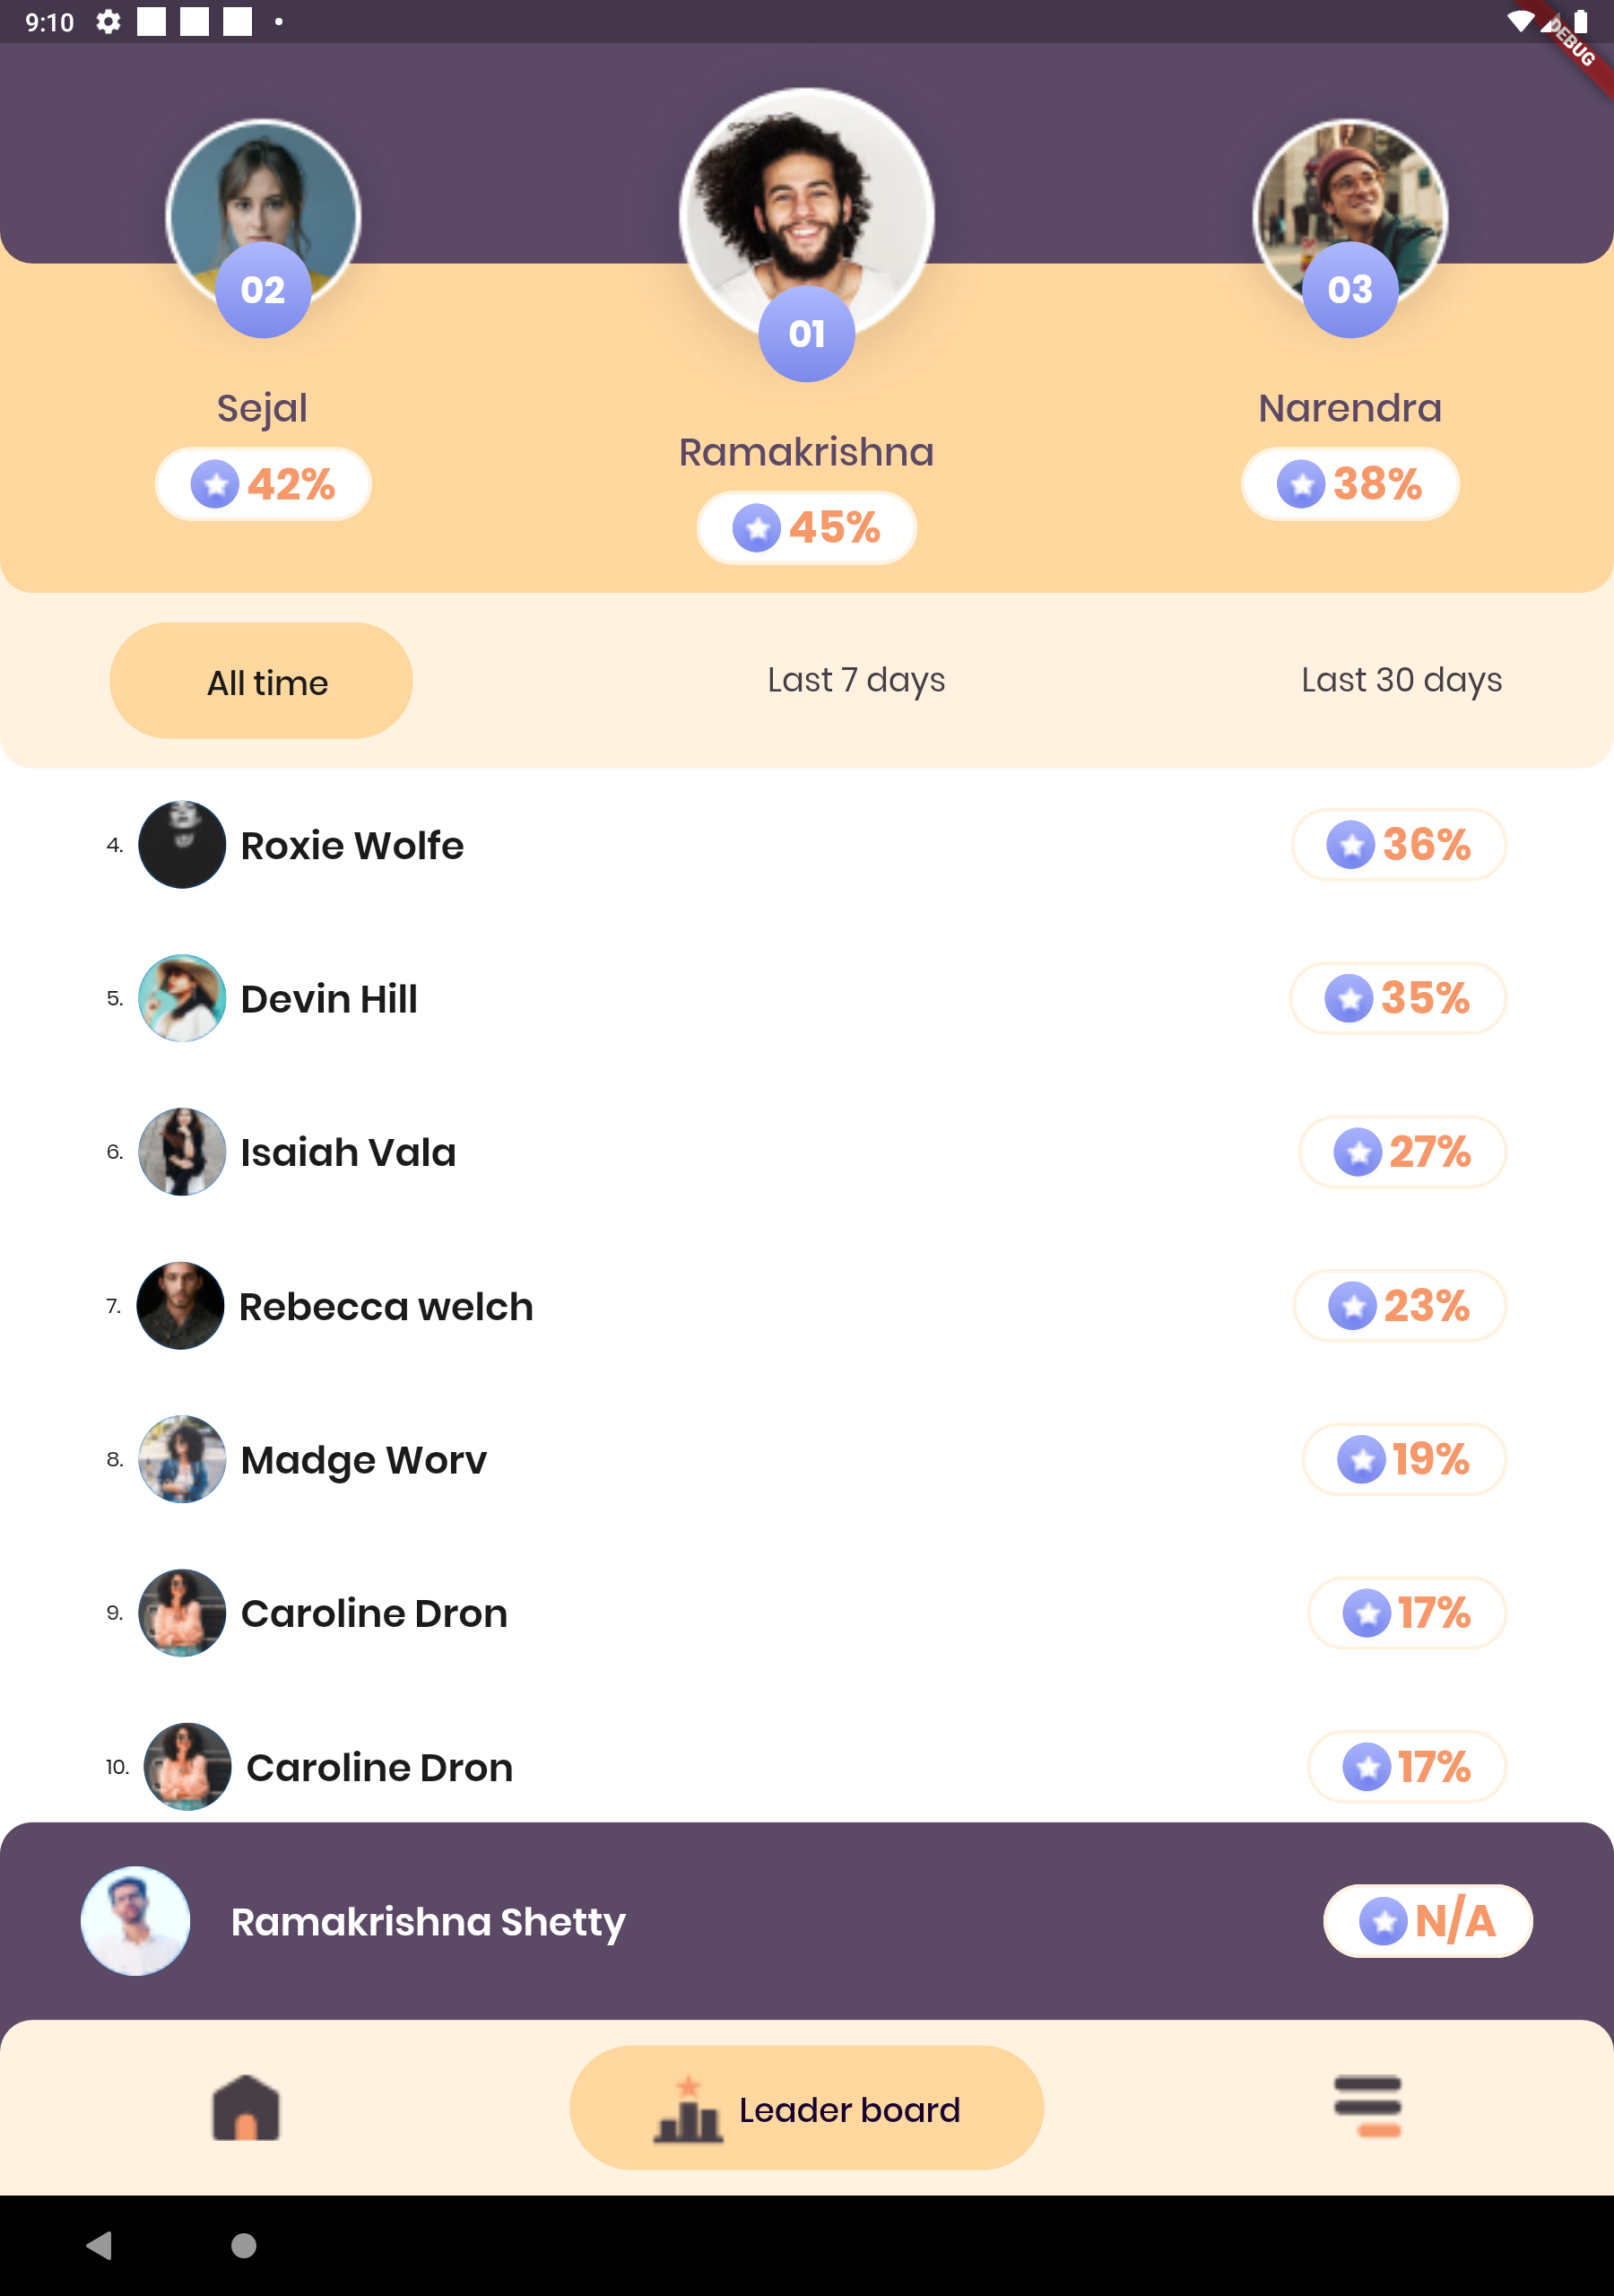 9:10
DEBUG
02
01
03
Sejal
Ramakrishna
Narendra
42%
45%
38%
All time
Last 7 days
Last 30 days
4. Roxie Wolfe 36%
5. Devin Hill 35%
6. Isaiah Vala 27%
7. Rebecca welch 23%
8. Madge Worv 19%
9. Caroline Dron 17%
10. Caroline Dron 17%
Ramakrishna Shetty N/A
Leader board